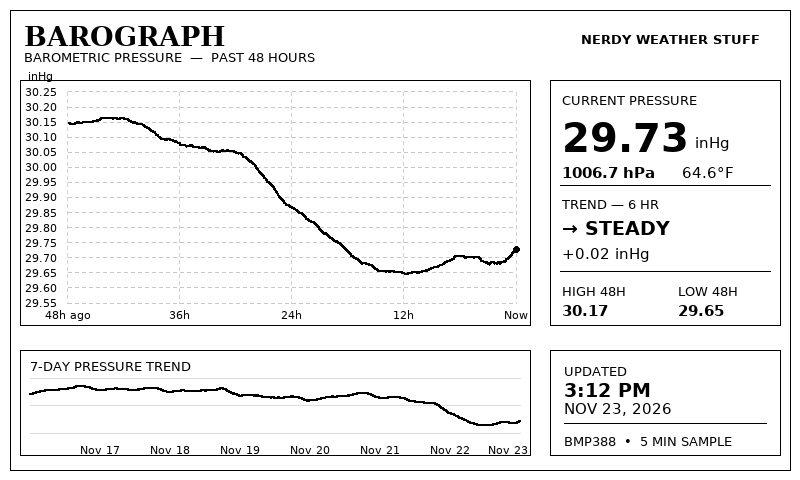 BAROGRAPH
NERDY WEATHER STUFF
BAROMETRIC PRESSURE — PAST 48 HOURS
inHg
30.25
30.20
30.15
30.10
30.05
30.00
29.95
29.90
29.85
29.80
29.75
29.70
29.65
29.60
29.55
48h ago 36h 24h 12h Now
CURRENT PRESSURE
29.73 inHg
1006.7 hPa 64.6°F
TREND — 6 HR
→ STEADY
+0.02 inHg
HIGH 48H LOW 48H
30.17 29.65
7-DAY PRESSURE TREND
Nov 17 Nov 18 Nov 19 Nov 20 Nov 21 Nov 22 Nov 23
UPDATED
3:12 PM
NOV 23, 2026
BMP388 • 5 MIN SAMPLE